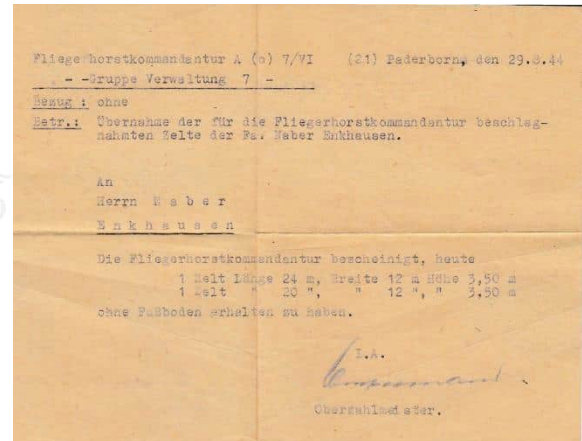 Fliegerhorstkommandantur A (o) 7/VI (21) Paderborn, den 29.8.44
- -Gruppe Verwaltung 7 -
Bezug : ohne
Betr.: Übernahme der für die Fliegerhorstkommandantur beschlag-
nahmten Zelte der Fa. Naber Enkhausen.
An
Herrn N a b e r
E n k h a u s e n
Die Fliegerhorstkommandantur bescheinigt, heute
1 Zelt Länge 24 m, Breite 12 m Höhe 3,50 m
1 Zelt " 20 ", " 12 ", " 3,50 m
ohne Fußboden erhalten zu haben.
I.A.
Oberzahlmeister.